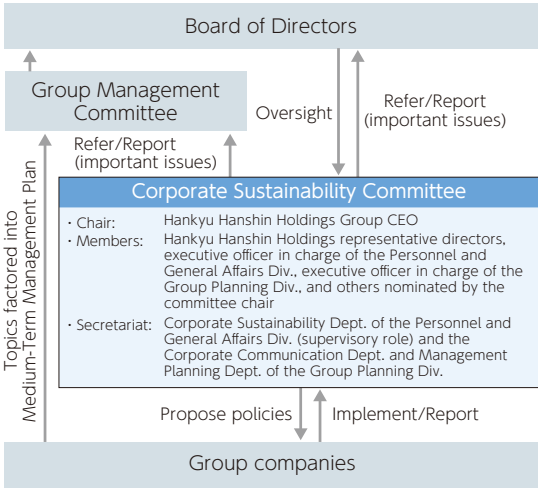 Board of Directors
Group Management
Committee
Oversight
Refer/Report
(important issues)
Refer/Report
(important issues)
Topics factored into
Medium-Term Management Plan
Corporate Sustainability Committee
・Chair: Hankyu Hanshin Holdings Group CEO
・Members: Hankyu Hanshin Holdings representative directors,
executive officer in charge of the Personnel and
General Affairs Div., executive officer in charge of the
Group Planning Div., and others nominated by the
committee chair
・Secretariat: Corporate Sustainability Dept. of the Personnel and
General Affairs Div. (supervisory role) and the
Corporate Communication Dept. and Management
Planning Dept. of the Group Planning Div.
Propose policies
Implement/Report
Group companies